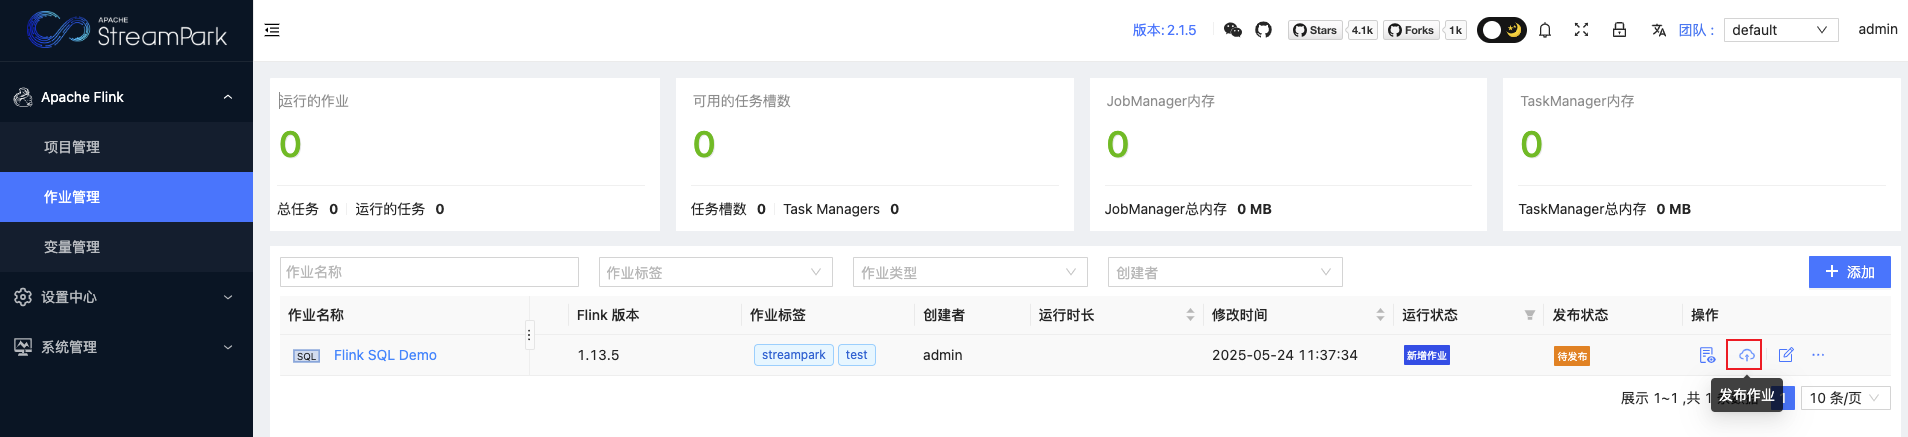 APACHE
StreamPark
版本: 2.1.5
Stars 4.1k
Forks 1k
团队 :
default
admin
Apache Flink
项目管理
作业管理
变量管理
设置中心
系统管理
运行的作业
0
总任务 0 运行的任务 0
可用的任务槽数
0
任务槽数 0 Task Managers 0
JobManager内存
0
JobManager总内存 0 MB
TaskManager内存
0
TaskManager总内存 0 MB
作业名称 作业标签 作业类型 创建者 添加
作业名称 Flink 版本 作业标签 创建者 运行时长 修改时间 运行状态 发布状态 操作
SQL Flink SQL Demo 1.13.5 streampark test admin 2025-05-24 11:37:34 新增作业 待发布
发布作业
展示 1~1 ,共 1 1 10 条/页